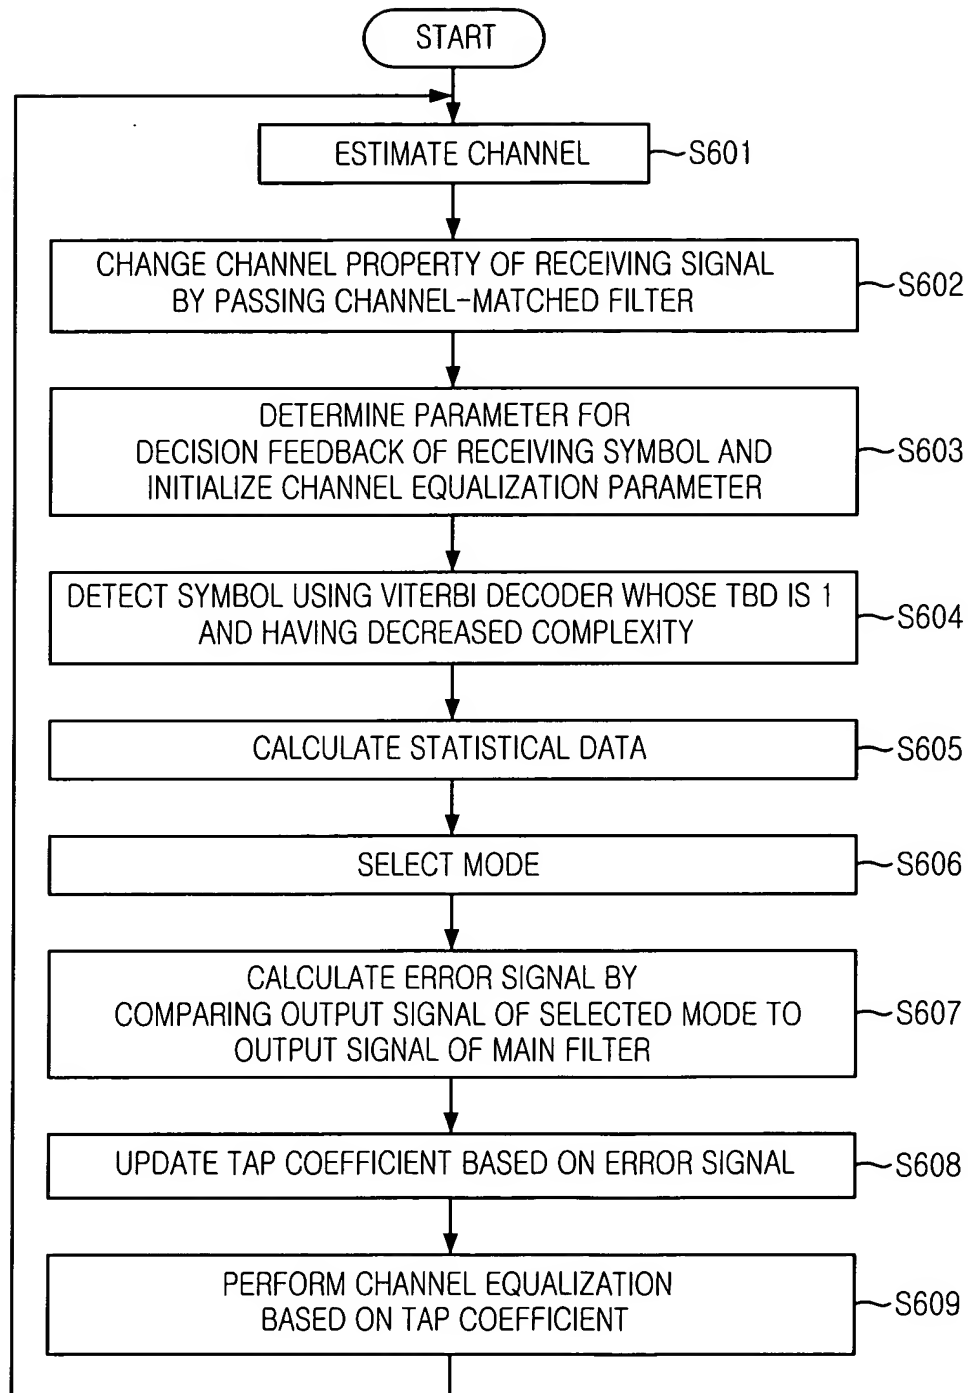 START
ESTIMATE CHANNEL
S601
CHANGE CHANNEL PROPERTY OF RECEIVING SIGNAL
BY PASSING CHANNEL-MATCHED FILTER
S602
DETERMINE PARAMETER FOR
DECISION FEEDBACK OF RECEIVING SYMBOL AND
INITIALIZE CHANNEL EQUALIZATION PARAMETER
S603
DETECT SYMBOL USING VITERBI DECODER WHOSE TBD IS 1
AND HAVING DECREASED COMPLEXITY
S604
CALCULATE STATISTICAL DATA
S605
SELECT MODE
S606
CALCULATE ERROR SIGNAL BY
COMPARING OUTPUT SIGNAL OF SELECTED MODE TO
OUTPUT SIGNAL OF MAIN FILTER
S607
UPDATE TAP COEFFICIENT BASED ON ERROR SIGNAL
S608
PERFORM CHANNEL EQUALIZATION
BASED ON TAP COEFFICIENT
S609